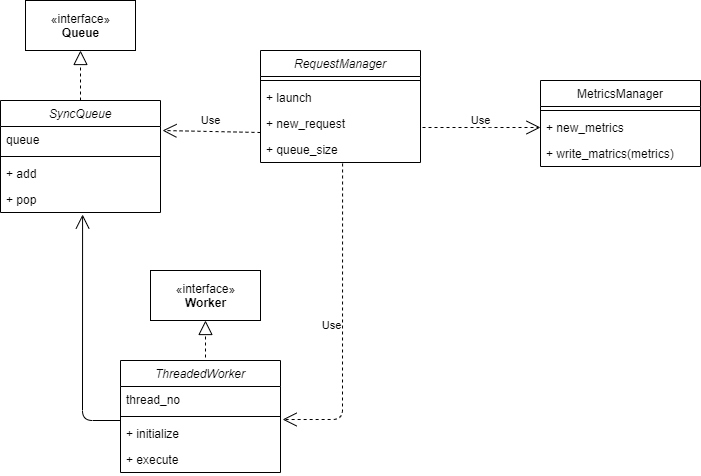 «interface»
Queue
SyncQueue
queue
+ add
+ pop
Use
RequestManager
+ launch
+ new_request
+ queue_size
Use
MetricsManager
+ new_metrics
+ write_matrics(metrics)
«interface»
Worker
Use
ThreadedWorker
thread_no
+ initialize
+ execute